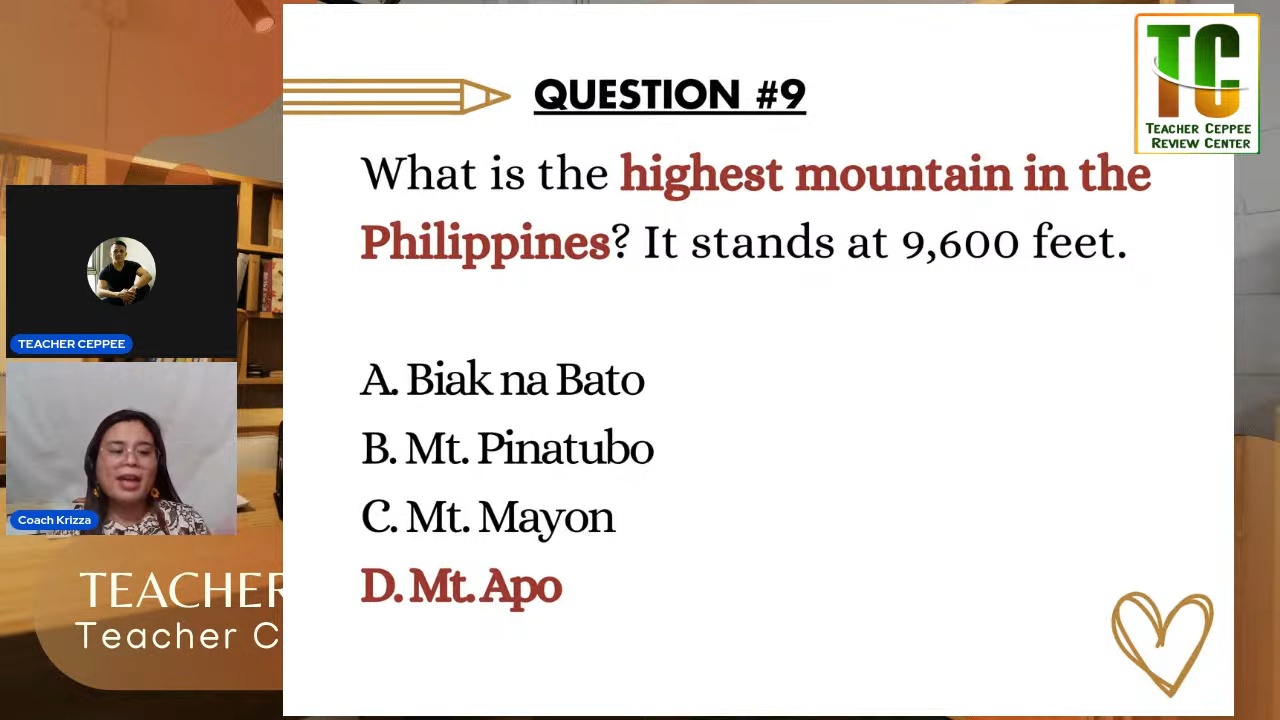 QUESTION #9
TC
TEACHER CEPPEE
REVIEW CENTER
What is the highest mountain in the
Philippines? It stands at 9,600 feet.
A. Biak na Bato
B. Mt. Pinatubo
C. Mt. Mayon
D. Mt. Apo
TEACHER CEPPEE
Coach Krizza
TEACHER
Teacher C